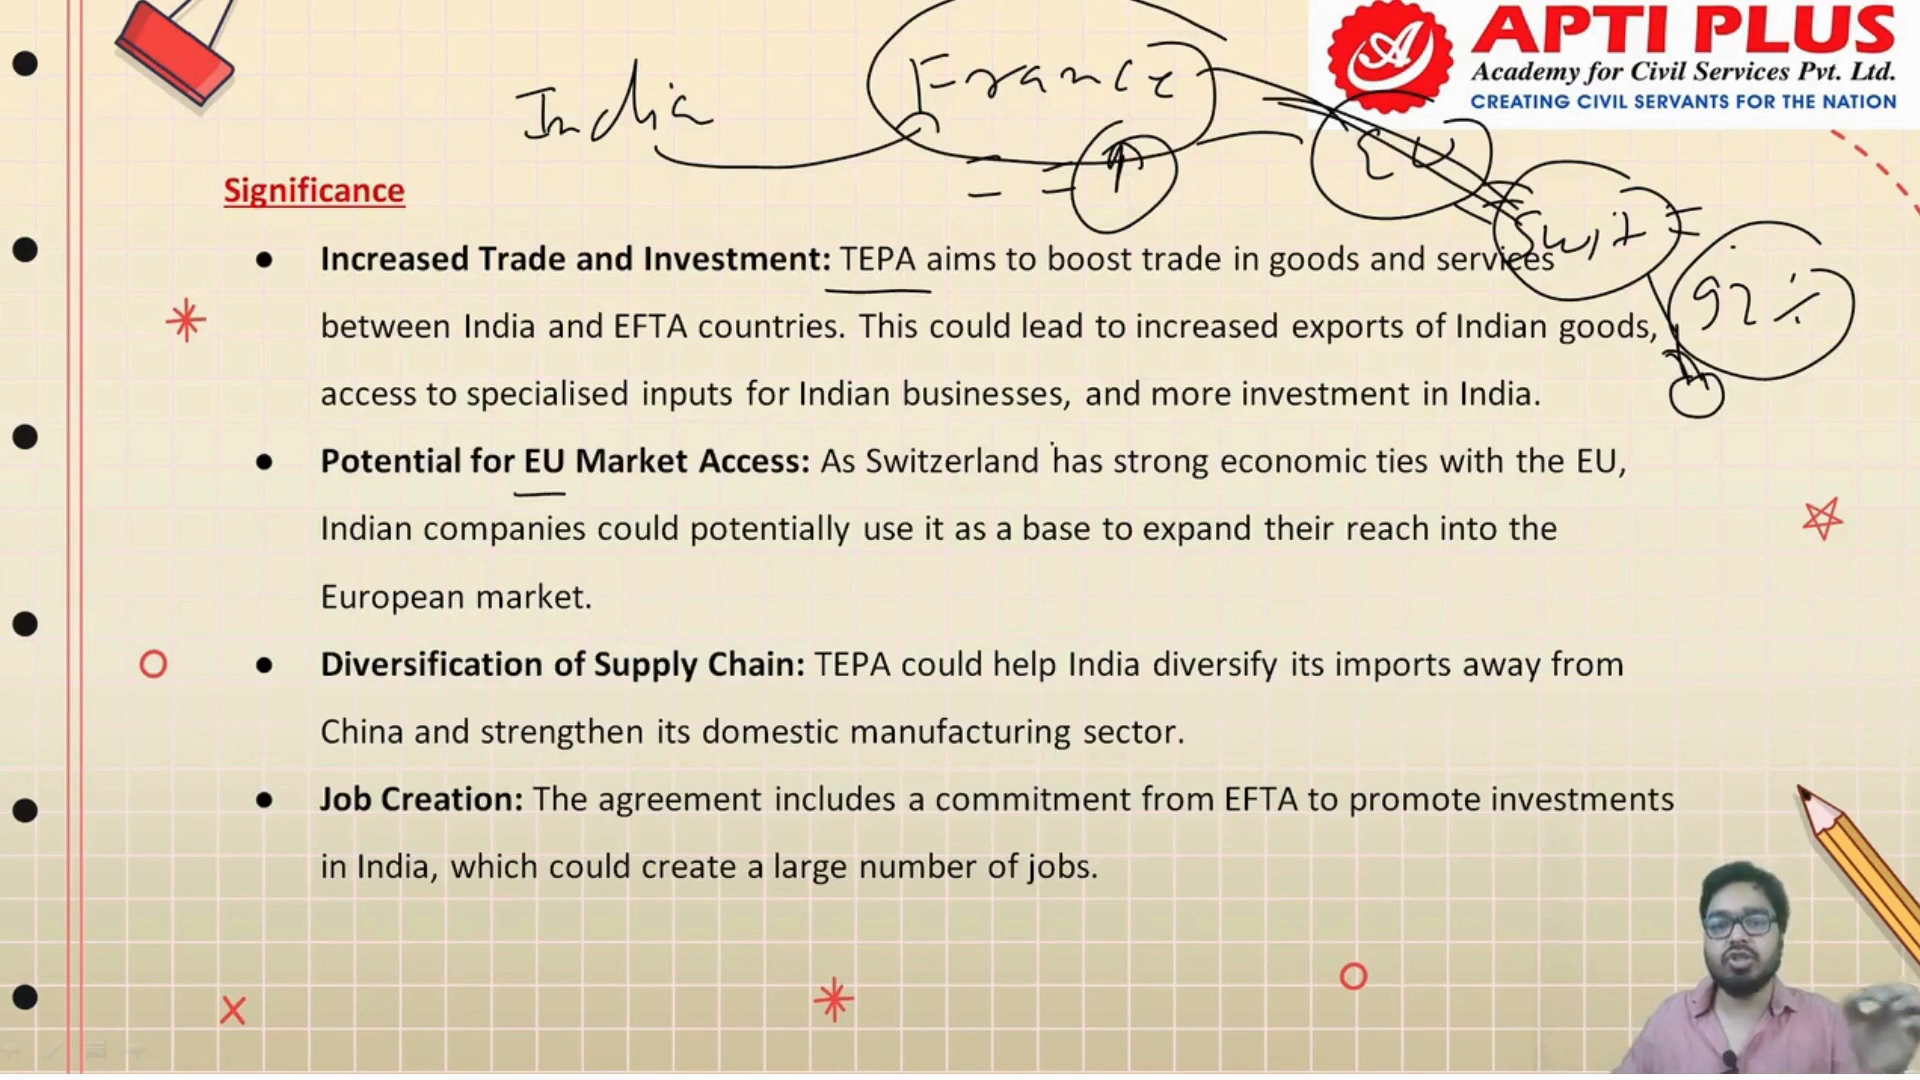 APTI PLUS
Academy for Civil Services Pvt. Ltd.
CREATING CIVIL SERVANTS FOR THE NATION
India France
EU
Swit
92%
Significance
● Increased Trade and Investment: TEPA aims to boost trade in goods and services
between India and EFTA countries. This could lead to increased exports of Indian goods,
access to specialised inputs for Indian businesses, and more investment in India.
● Potential for EU Market Access: As Switzerland has strong economic ties with the EU,
Indian companies could potentially use it as a base to expand their reach into the
European market.
● Diversification of Supply Chain: TEPA could help India diversify its imports away from
China and strengthen its domestic manufacturing sector.
● Job Creation: The agreement includes a commitment from EFTA to promote investments
in India, which could create a large number of jobs.